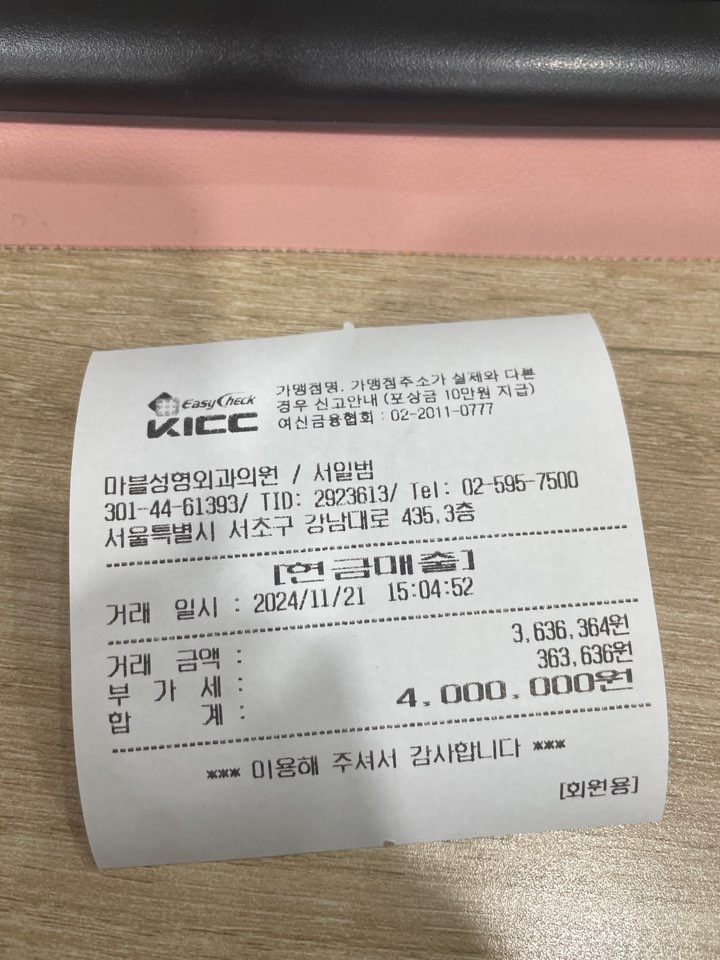 EasyCheck
KICC
가맹점명, 가맹점주소가 실제와 다른
경우 신고안내 (포상금 10만원 지급)
여신금융협회 : 02-2011-0777
마블성형외과의원 / 서일범
301-44-61393/ TID: 2923613/ Tel: 02-595-7500
서울특별시 서초구 강남대로 435,3층
[현금매출]
거래 일시 : 2024/11/21 15:04:52
거래 금액 : 3,636,364원
부 가 세 : 363,636원
합 계 : 4,000,000원
*** 이용해 주셔서 감사합니다 ***
[회원용]